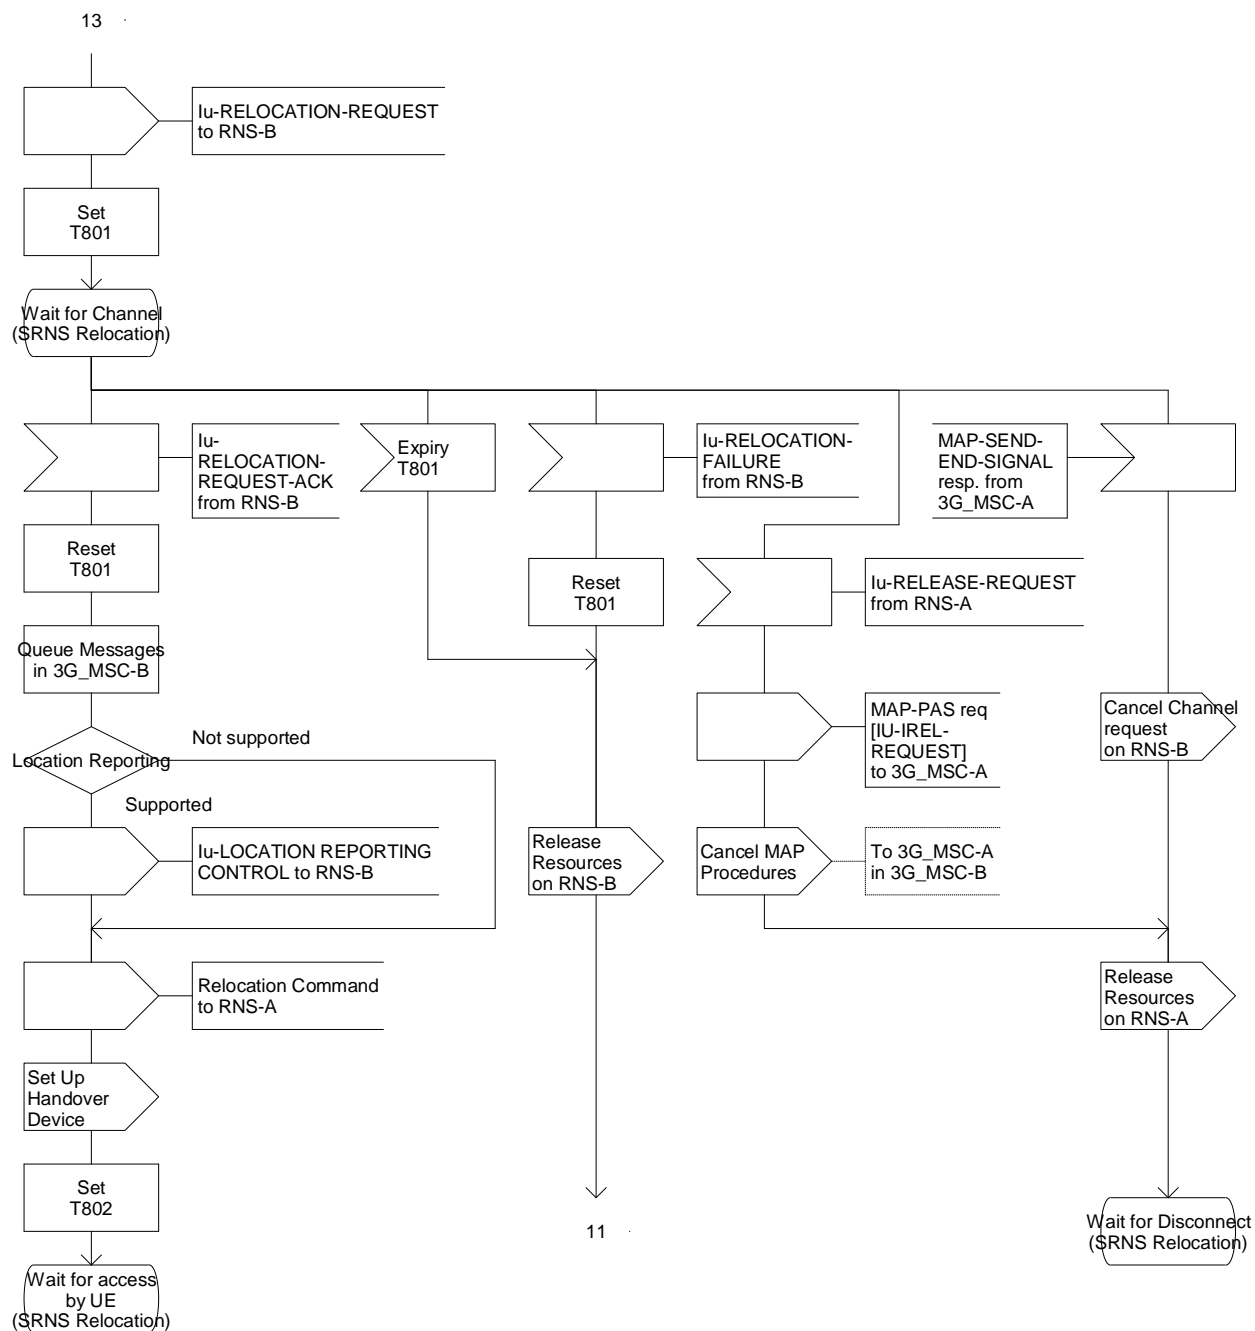 13
Iu-RELOCATION-REQUEST
to RNS-B
Set
T801
Wait for Channel
(SRNS Relocation)
Iu-
RELOCATION-
REQUEST-ACK
from RNS-B
Expiry
T801
Iu-RELOCATION-
FAILURE
from RNS-B
MAP-SEND-
END-SIGNAL
resp. from
3G_MSC-A
Reset
T801
Reset
T801
Iu-RELEASE-REQUEST
from RNS-A
Queue Messages
in 3G_MSC-B
MAP-PAS req
[IU-IREL-
REQUEST]
to 3G_MSC-A
Cancel Channel
request
on RNS-B
Location Reporting
Not supported
Supported
Iu-LOCATION REPORTING
CONTROL to RNS-B
Release
Resources
on RNS-B
Cancel MAP
Procedures
To 3G_MSC-A
in 3G_MSC-B
Relocation Command
to RNS-A
Release
Resources
on RNS-A
Set Up
Handover
Device
Set
T802
11
Wait for Disconnect
(SRNS Relocation)
Wait for access
by UE
(SRNS Relocation)